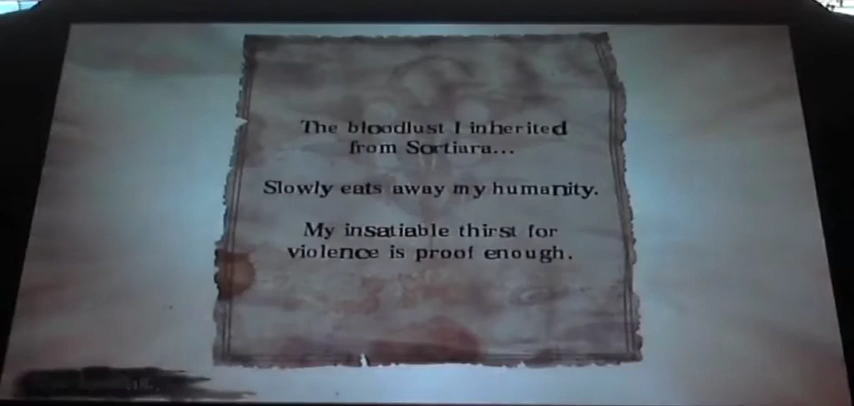 The bloodlust I inherited
from Sortiara...
Slowly eats away my humanity.
My insatiable thirst for
violence is proof enough.